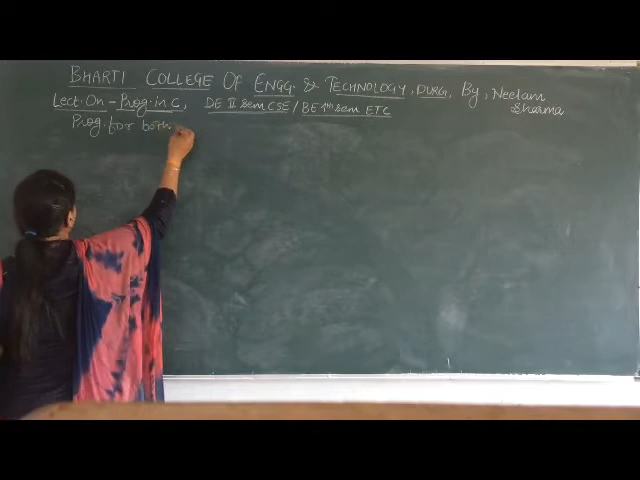 BHARTI COLLEGE OF ENGG. & TECHNOLOGY, DURG, By, Neelam Sharma
Lect. On - Prog. in C, DE II sem CSE / BE 1st sem ETC
Prog. for both